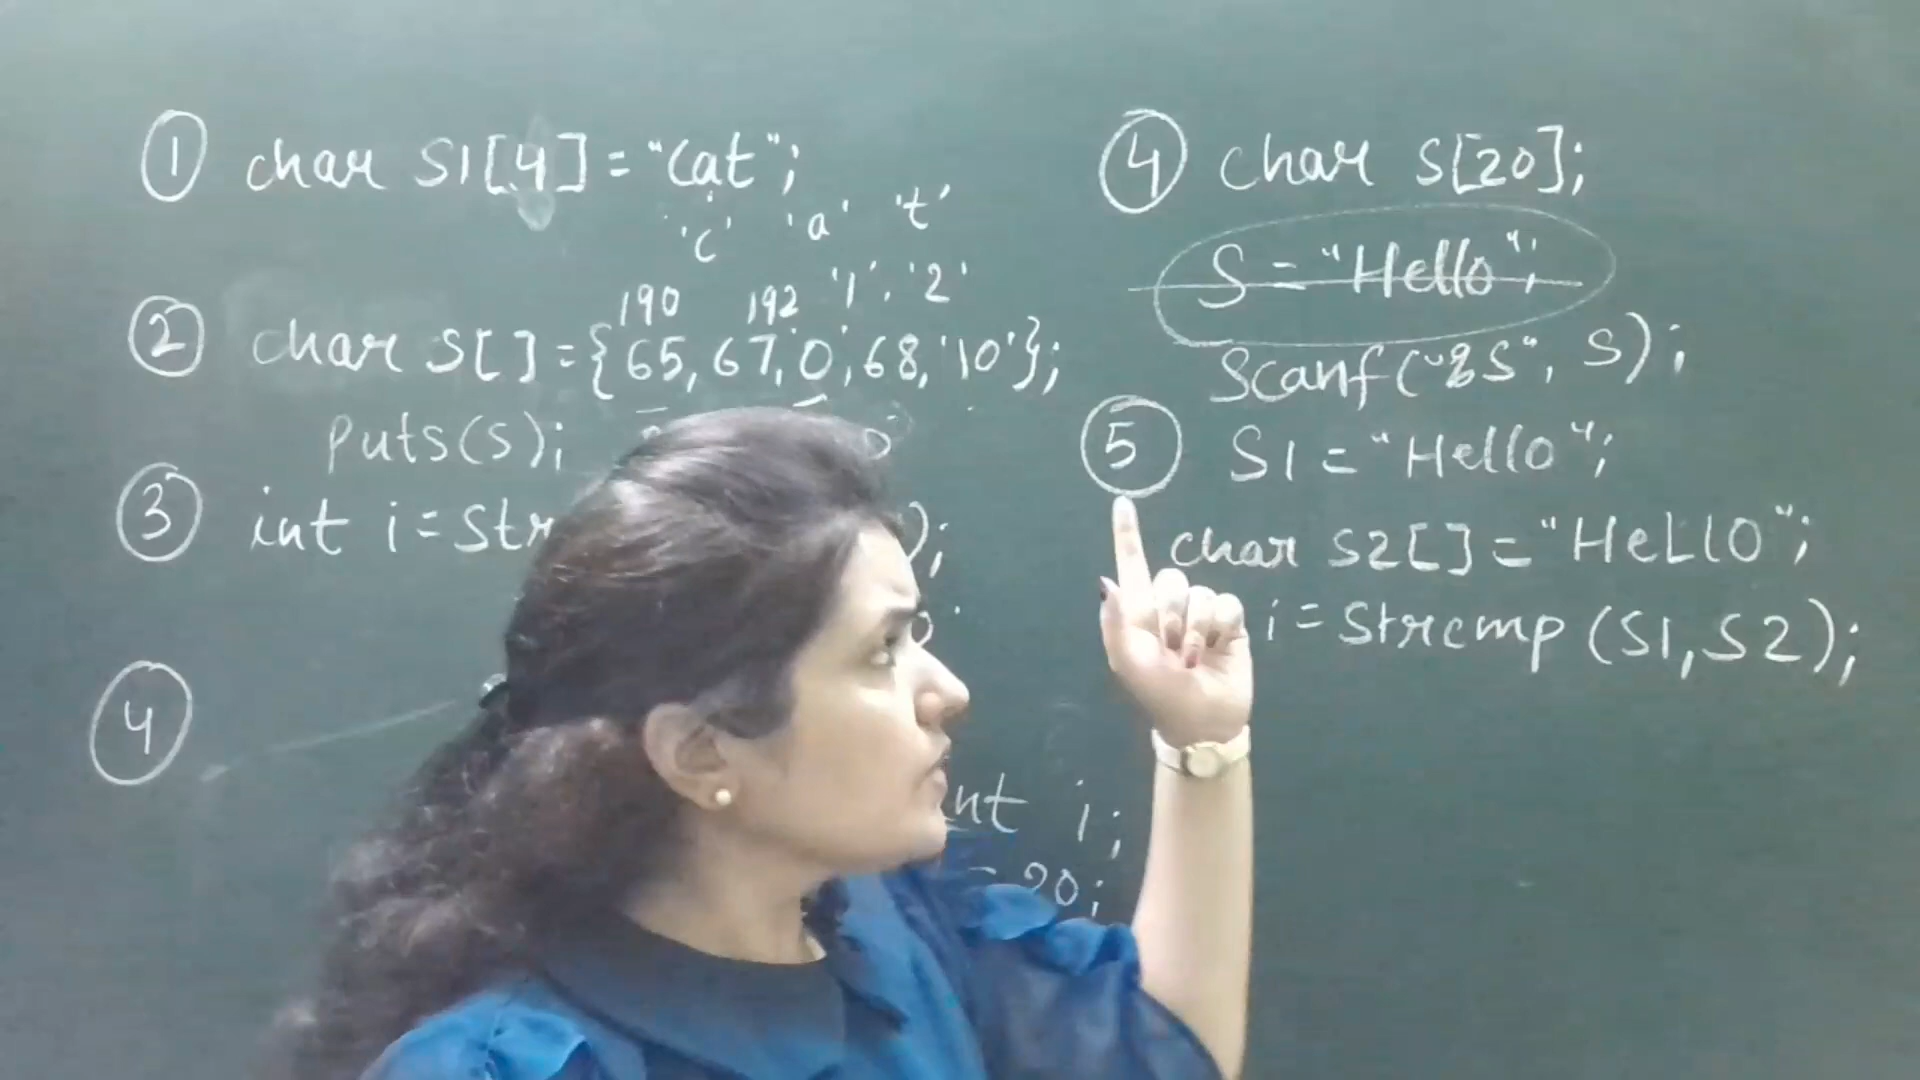 ① char S1[4] = "Cat";
'c' 'a' 't'
190 192 '1' '2'
② char S[] = {65, 67, 0, 68, '10'};
puts(S);
③ int i = Str );
④
int i;
= 20;
④ char S[20];
S = "Hello";
Scanf("%S", S);
⑤ S1 = "Hello";
char S2[] = "HeLlO";
i = Strcmp (S1, S2);